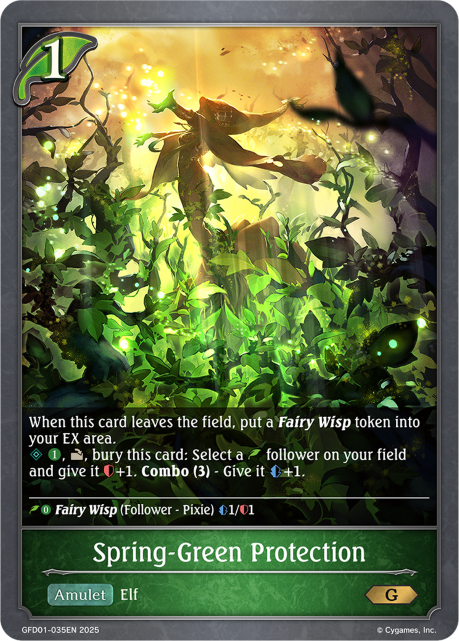 1
When this card leaves the field, put a Fairy Wisp token into
your EX area.
1, , bury this card: Select a follower on your field
and give it +1. Combo (3) - Give it +1.
0 Fairy Wisp (Follower - Pixie) 1/1
Spring-Green Protection
Amulet Elf
G
GFD01-035EN 2025
© Cygames, Inc.